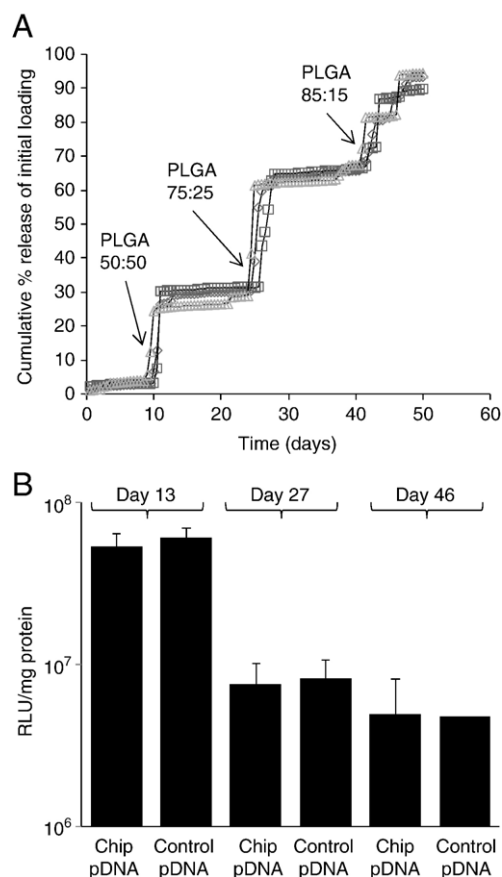 A
Cumulative % release of initial loading
100
90
80
70
60
50
40
30
20
10
0
PLGA
50:50
PLGA
75:25
PLGA
85:15
0 10 20 30 40 50 60
Time (days)
B
RLU/mg protein
10⁸
10⁷
10⁶
Day 13 Day 27 Day 46
Chip Control Chip Control Chip Control
pDNA pDNA pDNA pDNA pDNA pDNA